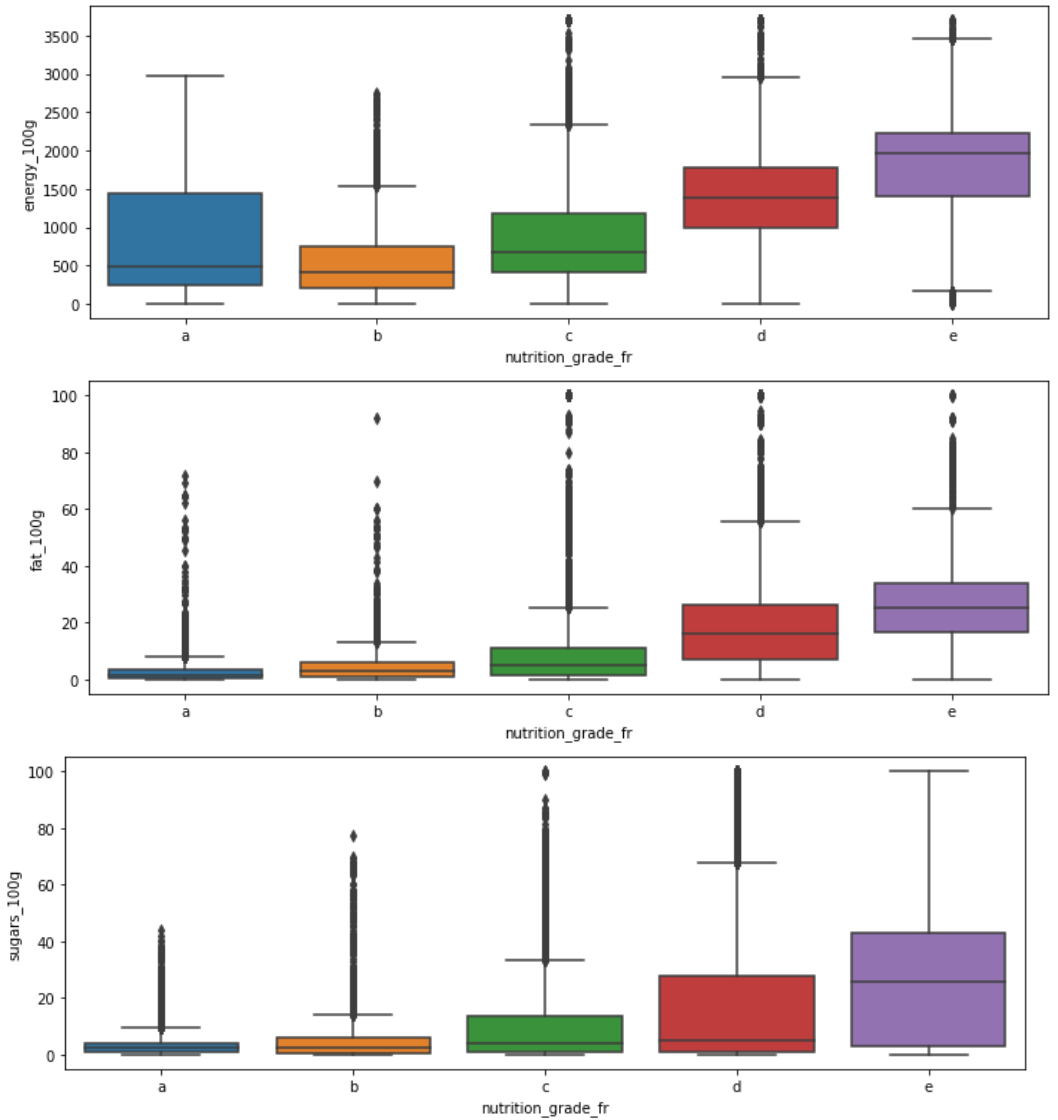 3500
3000
2500
2000
1500
1000
500
0
energy_100g
a b c d e
nutrition_grade_fr
100
80
60
40
20
0
fat_100g
a b c d e
nutrition_grade_fr
100
80
60
40
20
0
sugars_100g
a b c d e
nutrition_grade_fr